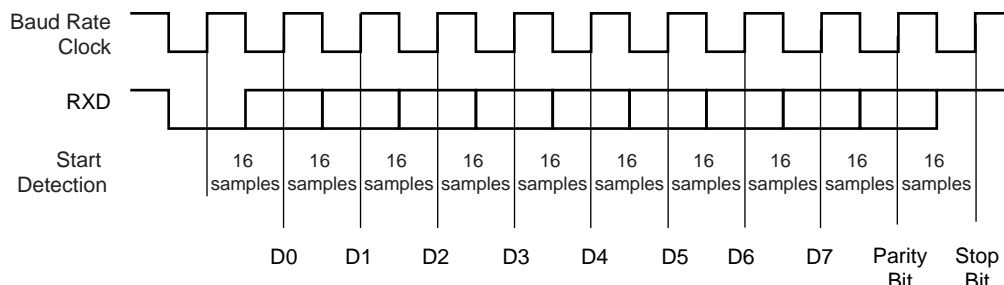 Baud Rate
Clock
RXD
Start
Detection
16 16 16 16 16 16 16 16 16 16
samples samples samples samples samples samples samples samples samples samples
D0 D1 D2 D3 D4 D5 D6 D7 Parity Stop
Bit Bit